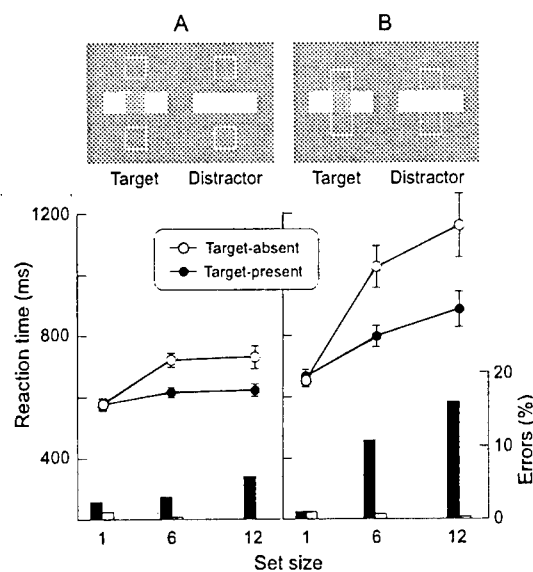 A B
Target Distractor Target Distractor
1200
800
400
Reaction time (ms)
Target-absent
Target-present
20
10
0
Errors (%)
1 6 12 1 6 12
Set size